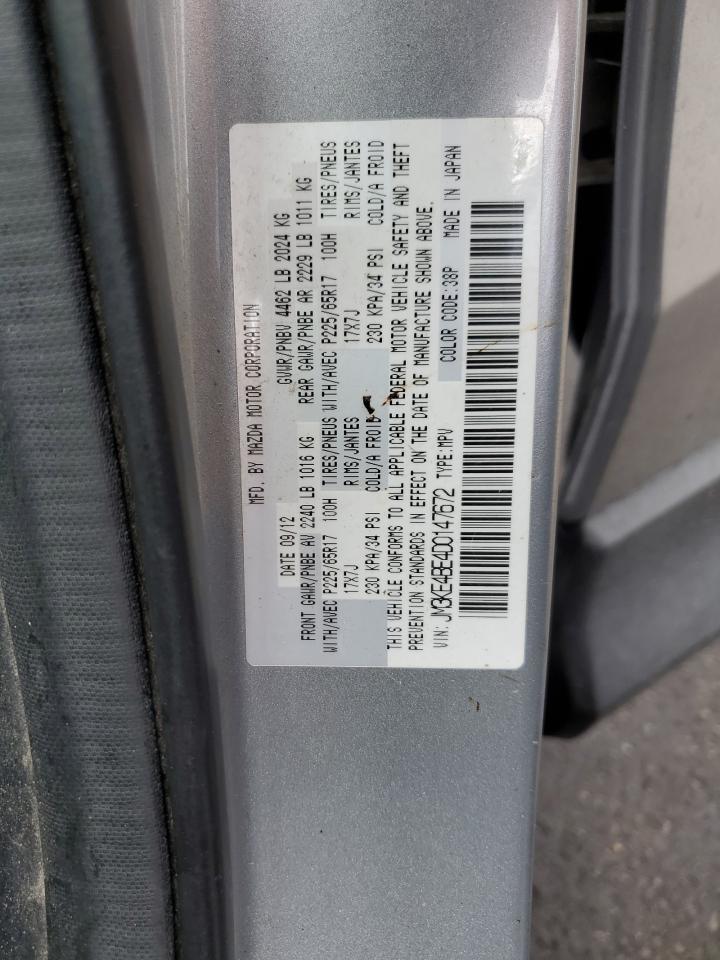 MFD. BY MAZDA MOTOR CORPORATION
DATE 09/12 GVWR/PNBV 4462 LB 2024 KG
FRONT GAWR/PNBE AV 2240 LB 1016 KG REAR GAWR/PNBE AR 2229 LB 1011 KG
WITH/AVEC P225/65R17 100H TIRES/PNEUS WITH/AVEC P225/65R17 100H TIRES/PNEUS
17X7J RIMS/JANTES 17X7J RIMS/JANTES
230 KPA/34 PSI COLD/A FROID 230 KPA/34 PSI COLD/A FROID
THIS VEHICLE CONFORMS TO ALL APPLICABLE FEDERAL MOTOR VEHICLE SAFETY AND THEFT
PREVENTION STANDARDS IN EFFECT ON THE DATE OF MANUFACTURE SHOWN ABOVE.
VIN: JM3KE4BE4D0147672 TYPE:MPV COLOR CODE:38P MADE IN JAPAN